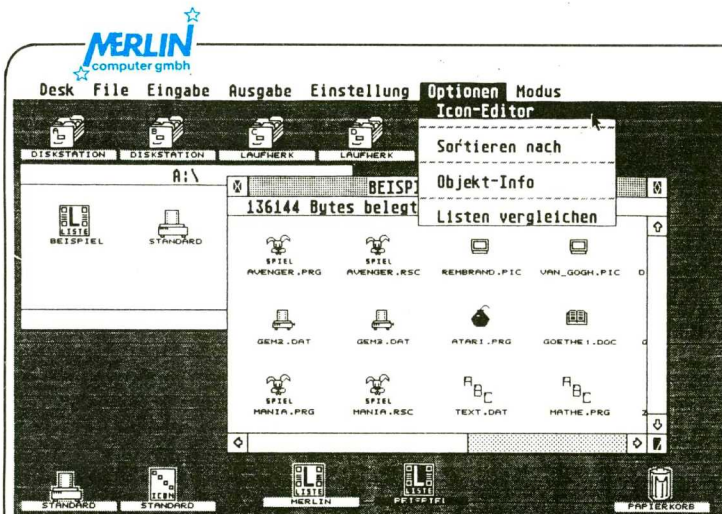 MERLIN
computer gmbh
Desk File Eingabe Ausgabe Einstellung Optionen Modus
Icon-Editor
Sortieren nach
Objekt-Info
Listen vergleichen
A B C D
DISKSTATION DISKSTATION LAUFWERK LAUFWERK
A:\
LISTE
BEISPIEL STANDARD
BEISPI
136144 Bytes belegt
SPIEL SPIEL
AVENGER.PRG AVENGER.RSC REMBRAND.PIC VAN_GOGH.PIC D
GEM2.DAT GEM3.DAT ATARI.PRG GOETHE1.DOC
SPIEL SPIEL ABC ABC
MANIA.PRG MANIA.RSC TEXT.DAT MATHE.PRG
ICON LISTE LISTE
STANDARD STANDARD MERLIN BEISPIEL PAPIERKORB